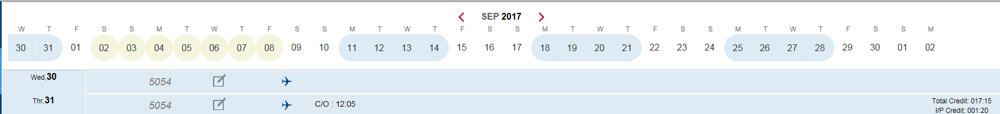 SEP 2017
W T F S S M T W T F S S M T W T F S S M T W T F S S M T W T F S S M
30 31 01 02 03 04 05 06 07 08 09 10 11 12 13 14 15 16 17 18 19 20 21 22 23 24 25 26 27 28 29 30 01 02
Wed,30 5054
Thr,31 5054 C/O : 12:05 Total Credit: 017:15
I/P Credit: 001:20